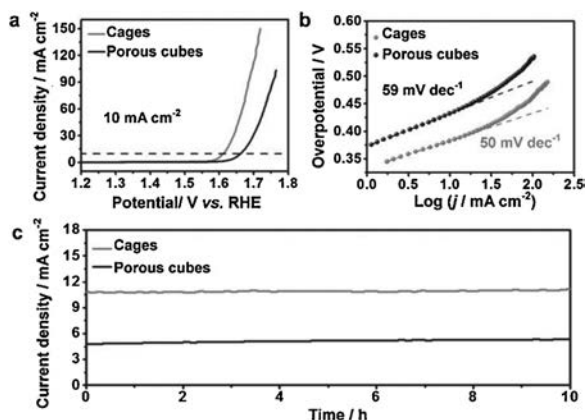 a
Cages
Porous cubes
10 mA cm⁻²
Current density / mA cm⁻²
150
120
90
60
30
0
1.2 1.3 1.4 1.5 1.6 1.7 1.8
Potential/ V vs. RHE
b
Cages
Porous cubes
59 mV dec⁻¹
50 mV dec⁻¹
Overpotential / V
0.60
0.55
0.50
0.45
0.40
0.35
0.0 0.5 1.0 1.5 2.0 2.5
Log (j / mA cm⁻²)
c
Cages
Porous cubes
Current density / mA cm⁻²
18
15
12
9
6
3
0
0 2 4 6 8 10
Time / h